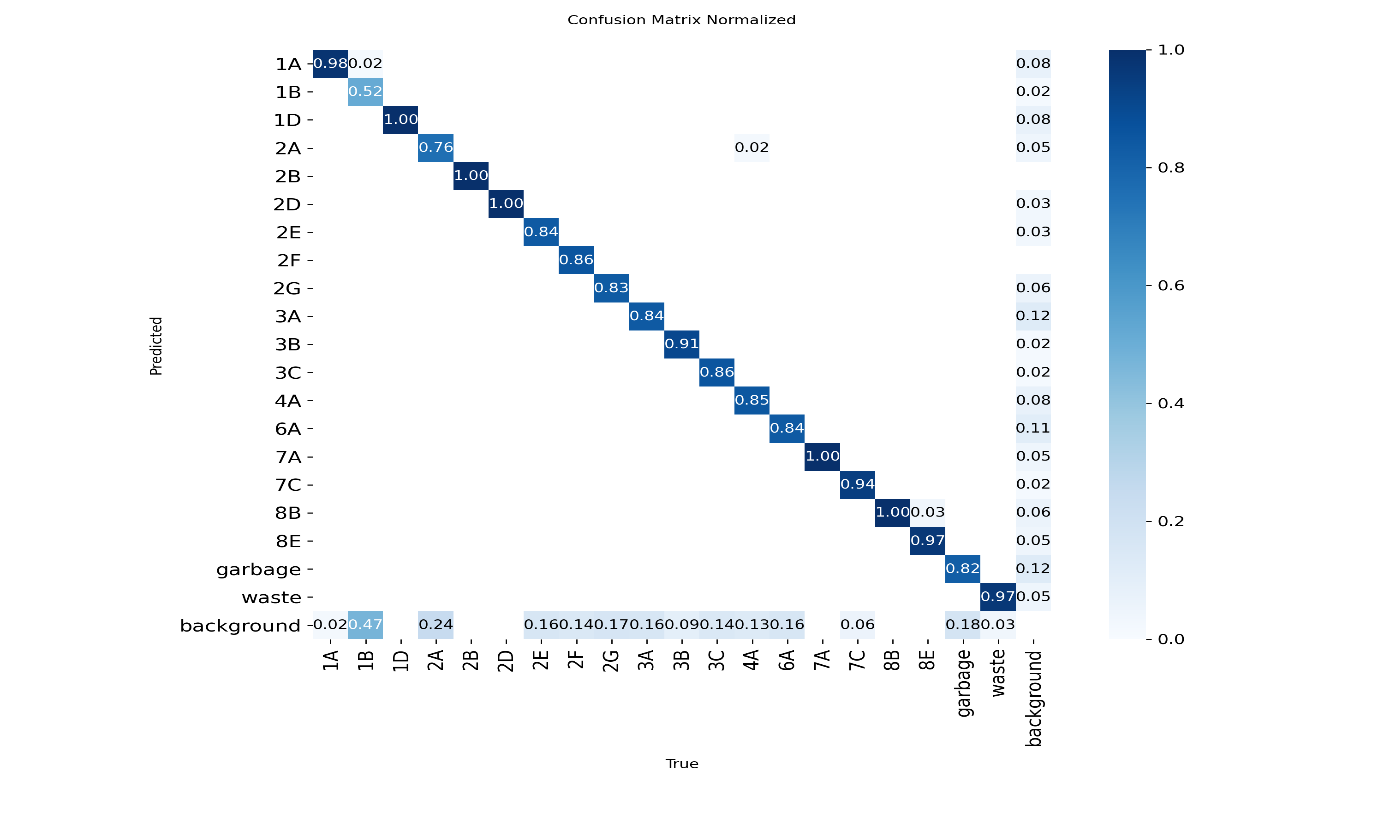 Confusion Matrix Normalized
1A 0.98 0.02 0.08
1B 0.52 0.02
1D 1.00 0.08
2A 0.76 0.02 0.05
2B 1.00
2D 1.00 0.03
2E 0.84 0.03
2F 0.86
2G 0.83 0.06
3A 0.84 0.12
3B 0.91 0.02
3C 0.86 0.02
4A 0.85 0.08
6A 0.84 0.11
7A 1.00 0.05
7C 0.94 0.02
8B 1.00 0.03 0.06
8E 0.97 0.05
garbage 0.82 0.12
waste 0.97 0.05
background 0.02 0.47 0.24 0.16 0.14 0.17 0.16 0.09 0.14 0.13 0.16 0.06 0.18 0.03
1A 1B 1D 2A 2B 2D 2E 2F 2G 3A 3B 3C 4A 6A 7A 7C 8B 8E garbage waste background
Predicted
True
1.0
0.8
0.6
0.4
0.2
0.0